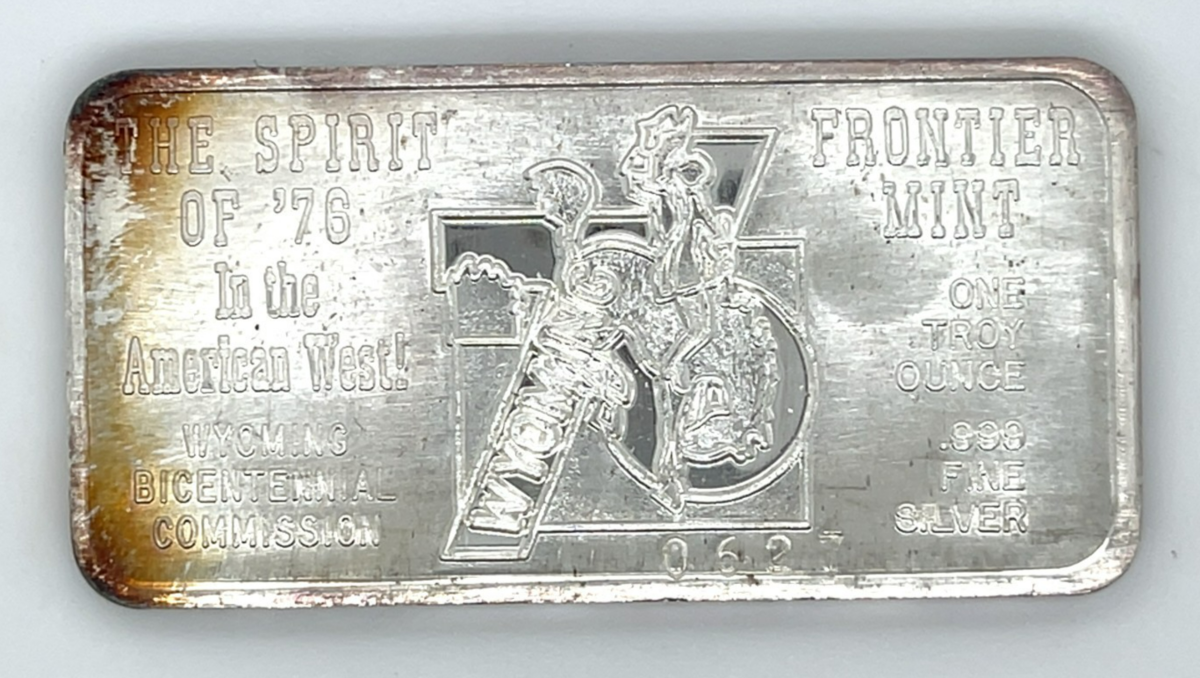 THE SPIRIT
OF '76
In the
American West!
WYOMING
BICENTENNIAL
COMMISSION
WYOMING
FRONTIER
MINT
ONE
TROY
OUNCE
.999
FINE
SILVER